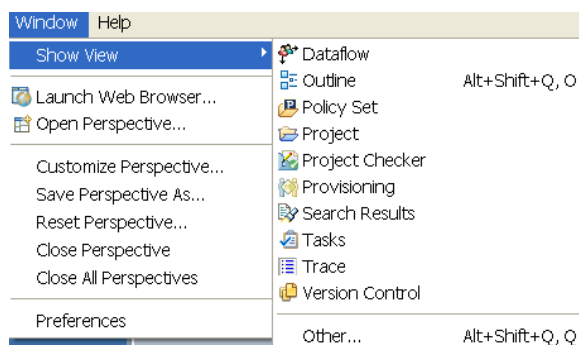 Window Help
Show View
Launch Web Browser...
Open Perspective...
Customize Perspective...
Save Perspective As...
Reset Perspective...
Close Perspective
Close All Perspectives
Preferences
Dataflow
Outline Alt+Shift+Q, O
Policy Set
Project
Project Checker
Provisioning
Search Results
Tasks
Trace
Version Control
Other... Alt+Shift+Q, Q